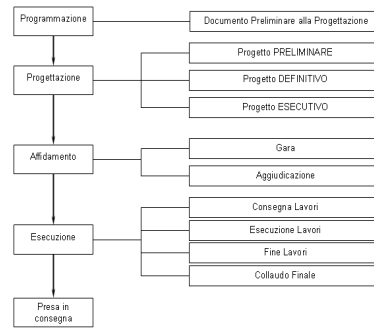 Programmazione
Documento Preliminare alla Progettazione
Progettazione
Progetto PRELIMINARE
Progetto DEFINITIVO
Progetto ESECUTIVO
Affidamento
Gara
Aggiudicazione
Esecuzione
Consegna Lavori
Esecuzione Lavori
Fine Lavori
Collaudo Finale
Presa in
consegna